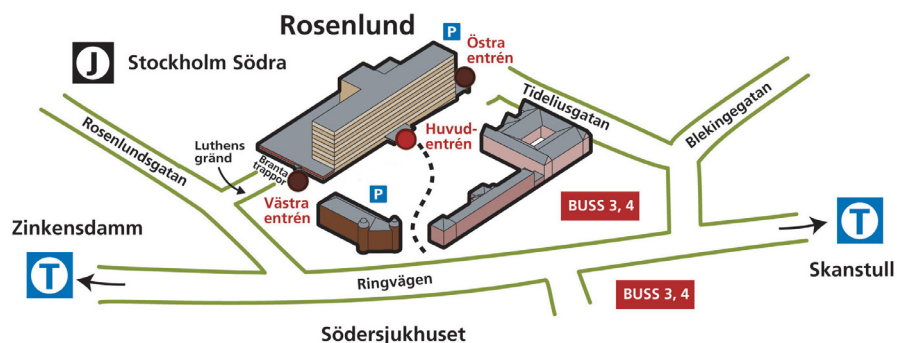 Rosenlund
P
Östra
entrén
J
Stockholm Södra
Tideliusgatan
Blekingegatan
Rosenlundsgatan
Luthens
gränd
Branta
trappor
Huvud-
entrén
Västra
entrén
P
BUSS 3, 4
Zinkensdamm
T
T
Skanstull
Ringvägen
BUSS 3, 4
Södersjukhuset